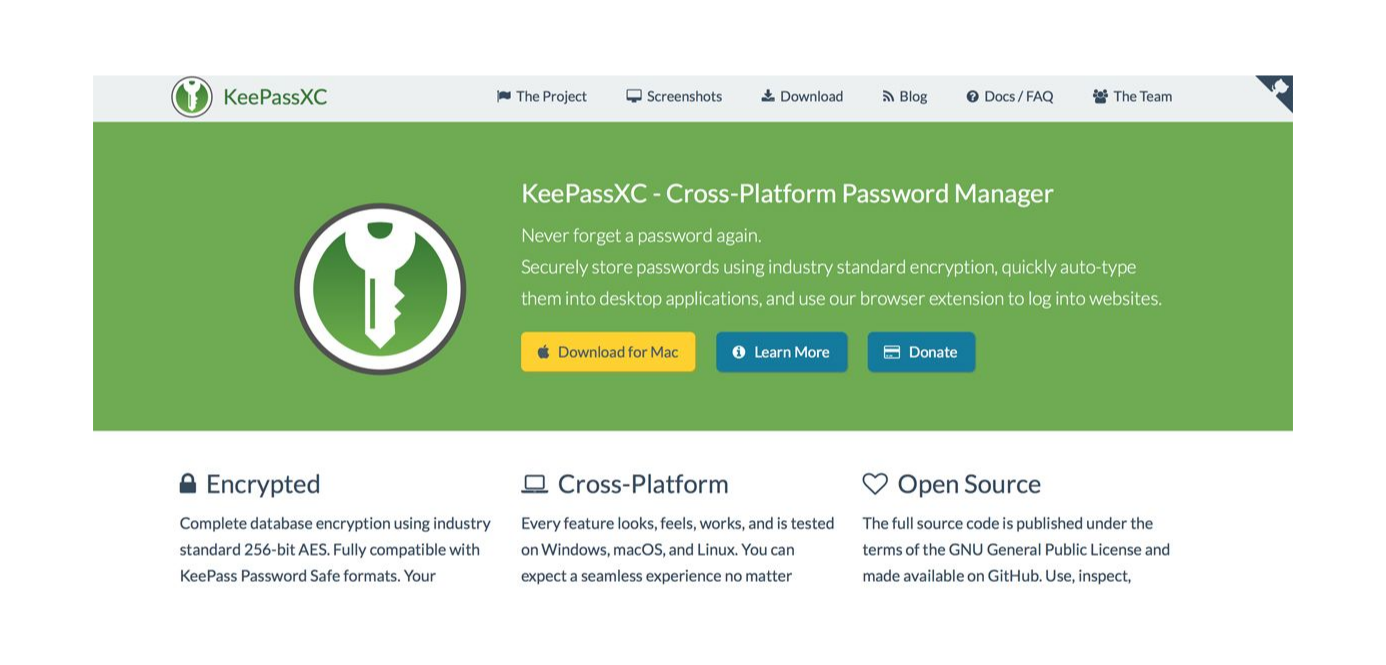 KeePassXC
The Project
Screenshots
Download
Blog
Docs / FAQ
The Team
KeePassXC - Cross-Platform Password Manager
Never forget a password again.
Securely store passwords using industry standard encryption, quickly auto-type
them into desktop applications, and use our browser extension to log into websites.
Download for Mac
Learn More
Donate
Encrypted
Complete database encryption using industry
standard 256-bit AES. Fully compatible with
KeePass Password Safe formats. Your
Cross-Platform
Every feature looks, feels, works, and is tested
on Windows, macOS, and Linux. You can
expect a seamless experience no matter
Open Source
The full source code is published under the
terms of the GNU General Public License and
made available on GitHub. Use, inspect,